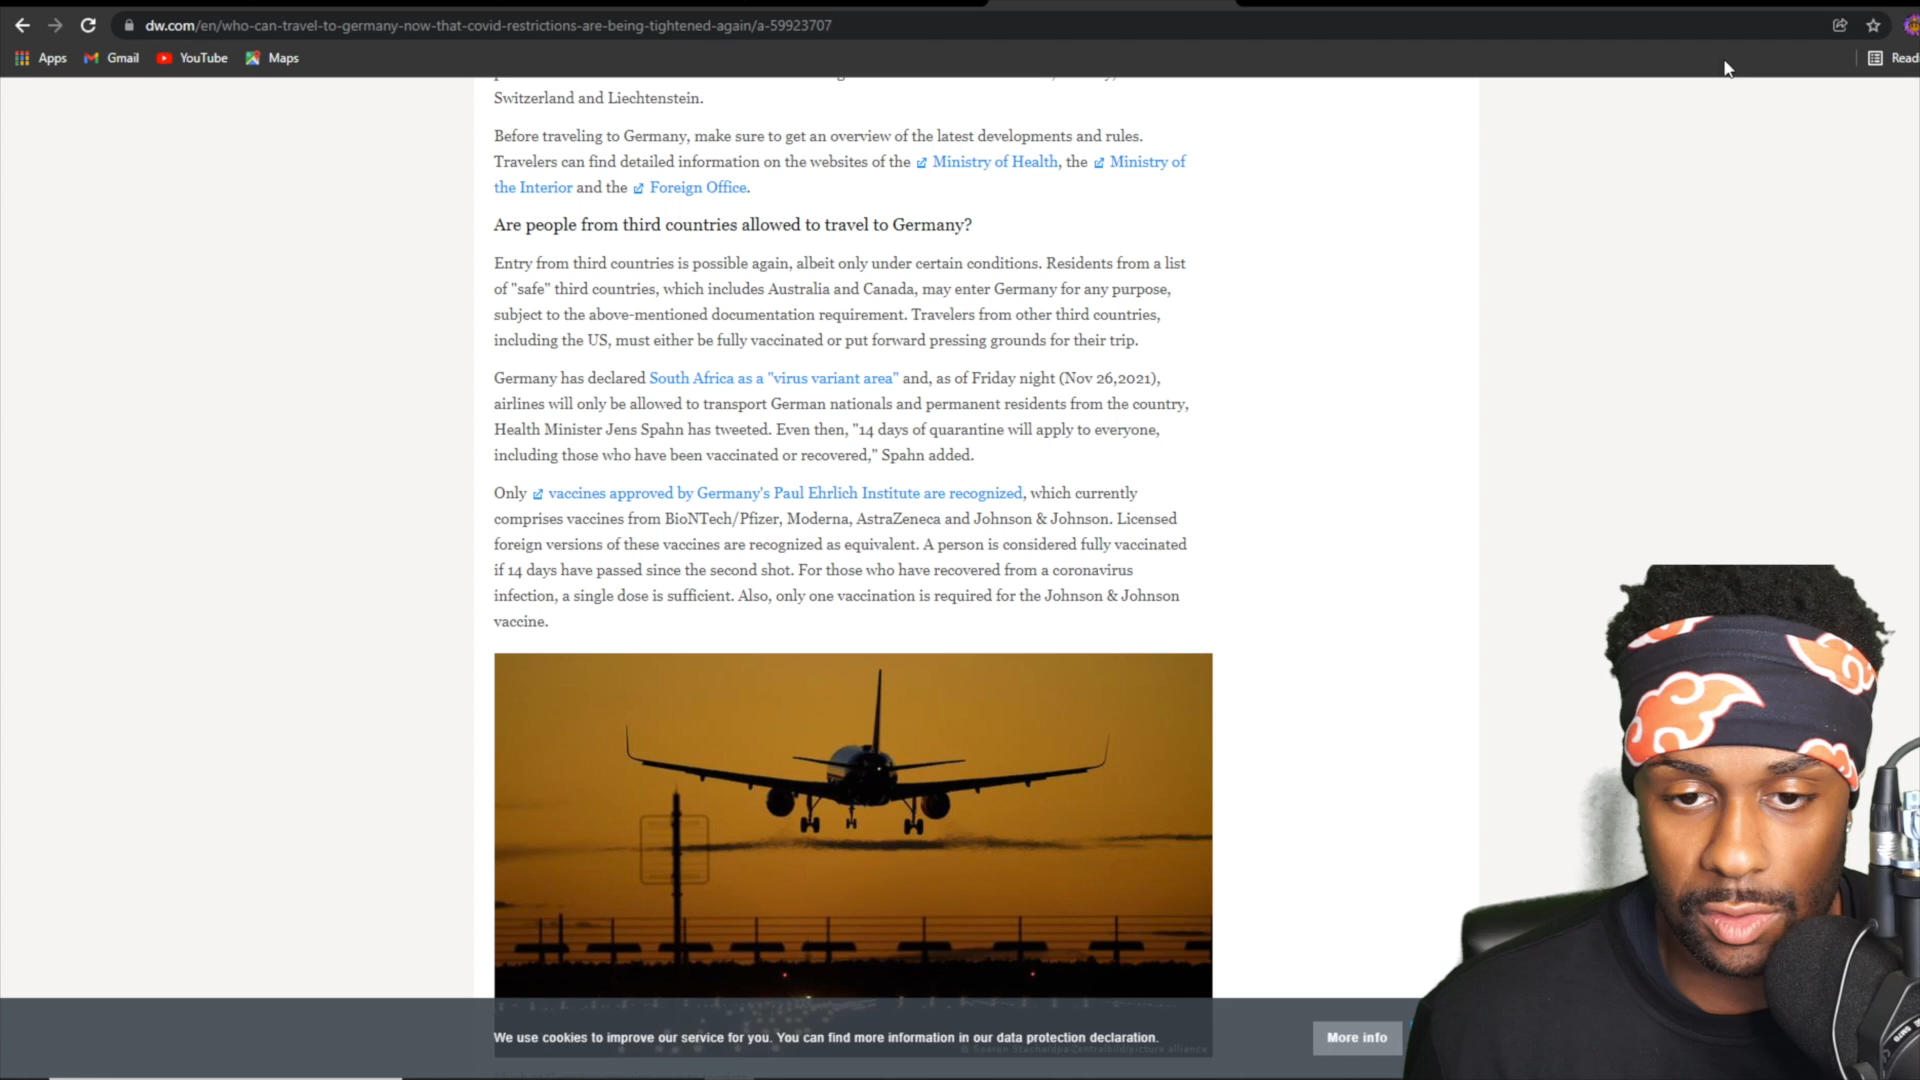 dw.com/en/who-can-travel-to-germany-now-that-covid-restrictions-are-being-tightened-again/a-59923707
Apps Gmail YouTube Maps
Switzerland and Liechtenstein.
Before traveling to Germany, make sure to get an overview of the latest developments and rules.
Travelers can find detailed information on the websites of the Ministry of Health, the Ministry of
the Interior and the Foreign Office.
Are people from third countries allowed to travel to Germany?
Entry from third countries is possible again, albeit only under certain conditions. Residents from a list
of "safe" third countries, which includes Australia and Canada, may enter Germany for any purpose,
subject to the above-mentioned documentation requirement. Travelers from other third countries,
including the US, must either be fully vaccinated or put forward pressing grounds for their trip.
Germany has declared South Africa as a "virus variant area" and, as of Friday night (Nov 26,2021),
airlines will only be allowed to transport German nationals and permanent residents from the country,
Health Minister Jens Spahn has tweeted. Even then, "14 days of quarantine will apply to everyone,
including those who have been vaccinated or recovered," Spahn added.
Only vaccines approved by Germany's Paul Ehrlich Institute are recognized, which currently
comprises vaccines from BioNTech/Pfizer, Moderna, AstraZeneca and Johnson & Johnson. Licensed
foreign versions of these vaccines are recognized as equivalent. A person is considered fully vaccinated
if 14 days have passed since the second shot. For those who have recovered from a coronavirus
infection, a single dose is sufficient. Also, only one vaccination is required for the Johnson & Johnson
vaccine.
We use cookies to improve our service for you. You can find more information in our data protection declaration.
More info